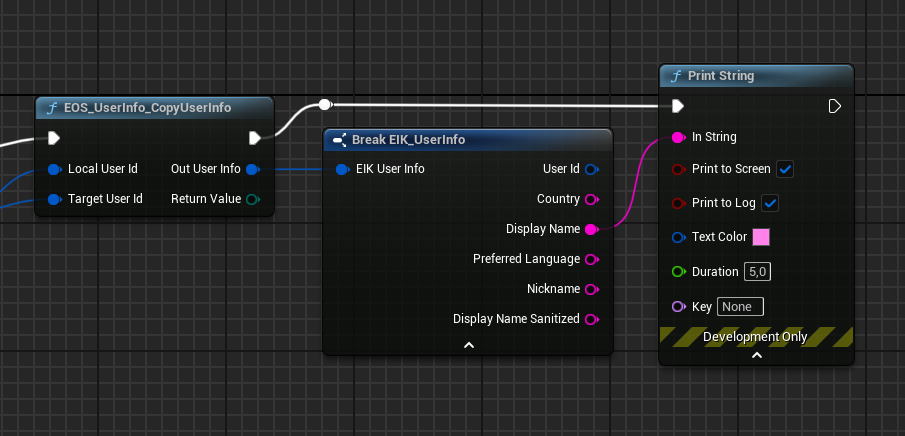 EOS_UserInfo_CopyUserInfo
Local User Id
Out User Info
Target User Id
Return Value
Break EIK_UserInfo
EIK User Info
User Id
Country
Display Name
Preferred Language
Nickname
Display Name Sanitized
Print String
In String
Print to Screen
Print to Log
Text Color
Duration 5,0
Key None
Development Only